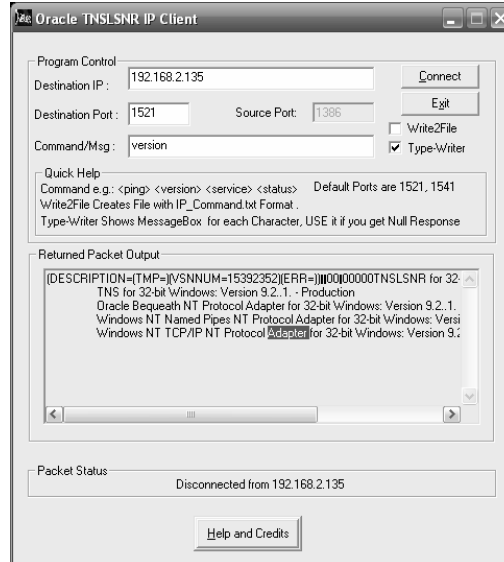 Oracle TNSLSNR IP Client
Program Control
Destination IP : 192.168.2.135 Connect
Exit
Destination Port : 1521 Source Port: 1386
Write2File
Command/Msg : version Type-Writer
Quick Help
Command e.g.: <ping> <version> <service> <status> Default Ports are 1521, 1541
Write2File Creates File with IP_Command.txt Format .
Type-Writer Shows MessageBox for each Character, USE it if you get Null Response
Returned Packet Output
(DESCRIPTION=(TMP=)(VSNNUM=15392352)(ERR=))||00|00000TNSLSNR for 32-
TNS for 32-bit Windows: Version 9.2..1. - Production
Oracle Bequeath NT Protocol Adapter for 32-bit Windows: Version 9.2..1.
Windows NT Named Pipes NT Protocol Adapter for 32-bit Windows: Versi
Windows NT TCP/IP NT Protocol Adapter for 32-bit Windows: Version 9.2
Packet Status
Disconnected from 192.168.2.135
Help and Credits